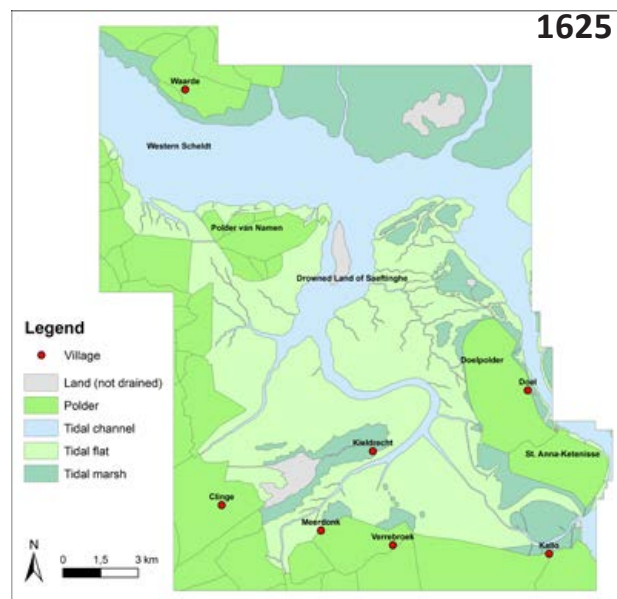 1625
Waarde
Western Scheldt
Polder van Namen
Drowned Land of Saeftinghe
Legend
Village
Land (not drained)
Polder
Tidal channel
Tidal flat
Tidal marsh
Doelpolder
Doel
Kieldrecht
St. Anna-Ketenisse
Clinge
Meerdonk
Verrebroek
Kallo
N
0 1,5 3 km